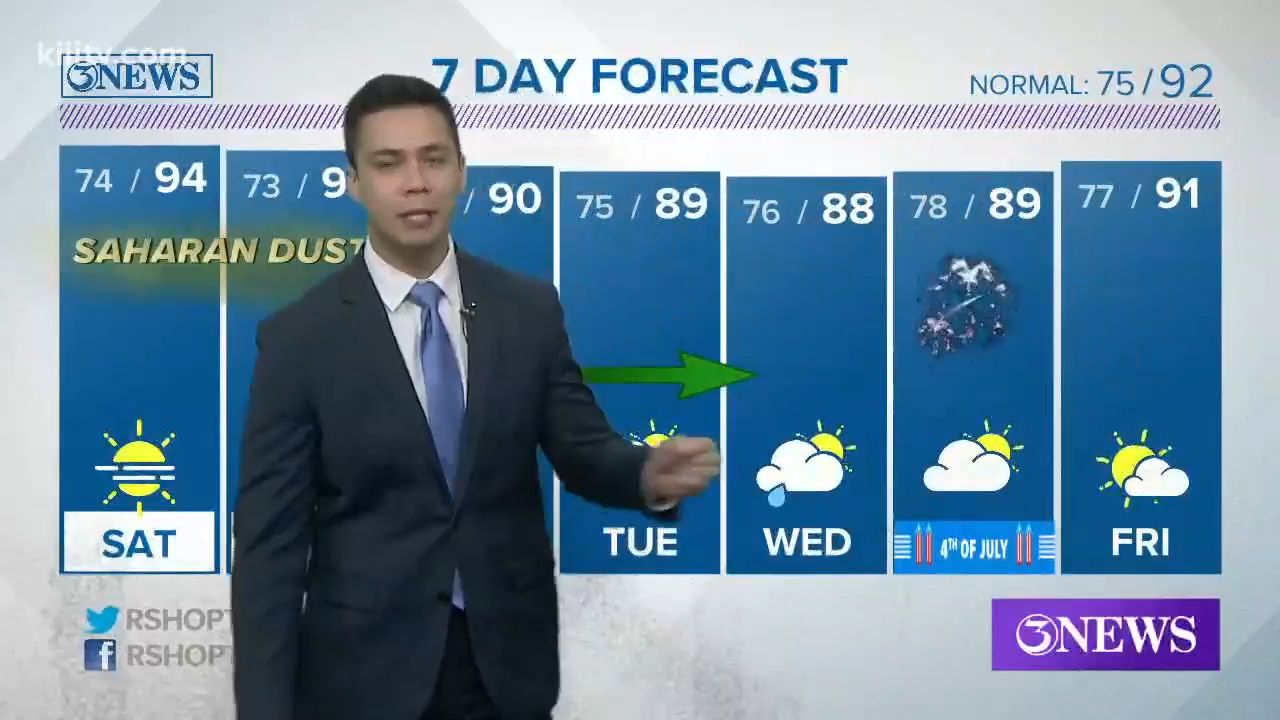 kiiitv.com
3NEWS
7 DAY FORECAST
NORMAL: 75/92
74 / 94
73 / 9
/ 90
75 / 89
76 / 88
78 / 89
77 / 91
SAHARAN DUST
SAT
TUE
WED
4TH OF JULY
FRI
RSHOPT
RSHOPT
3NEWS